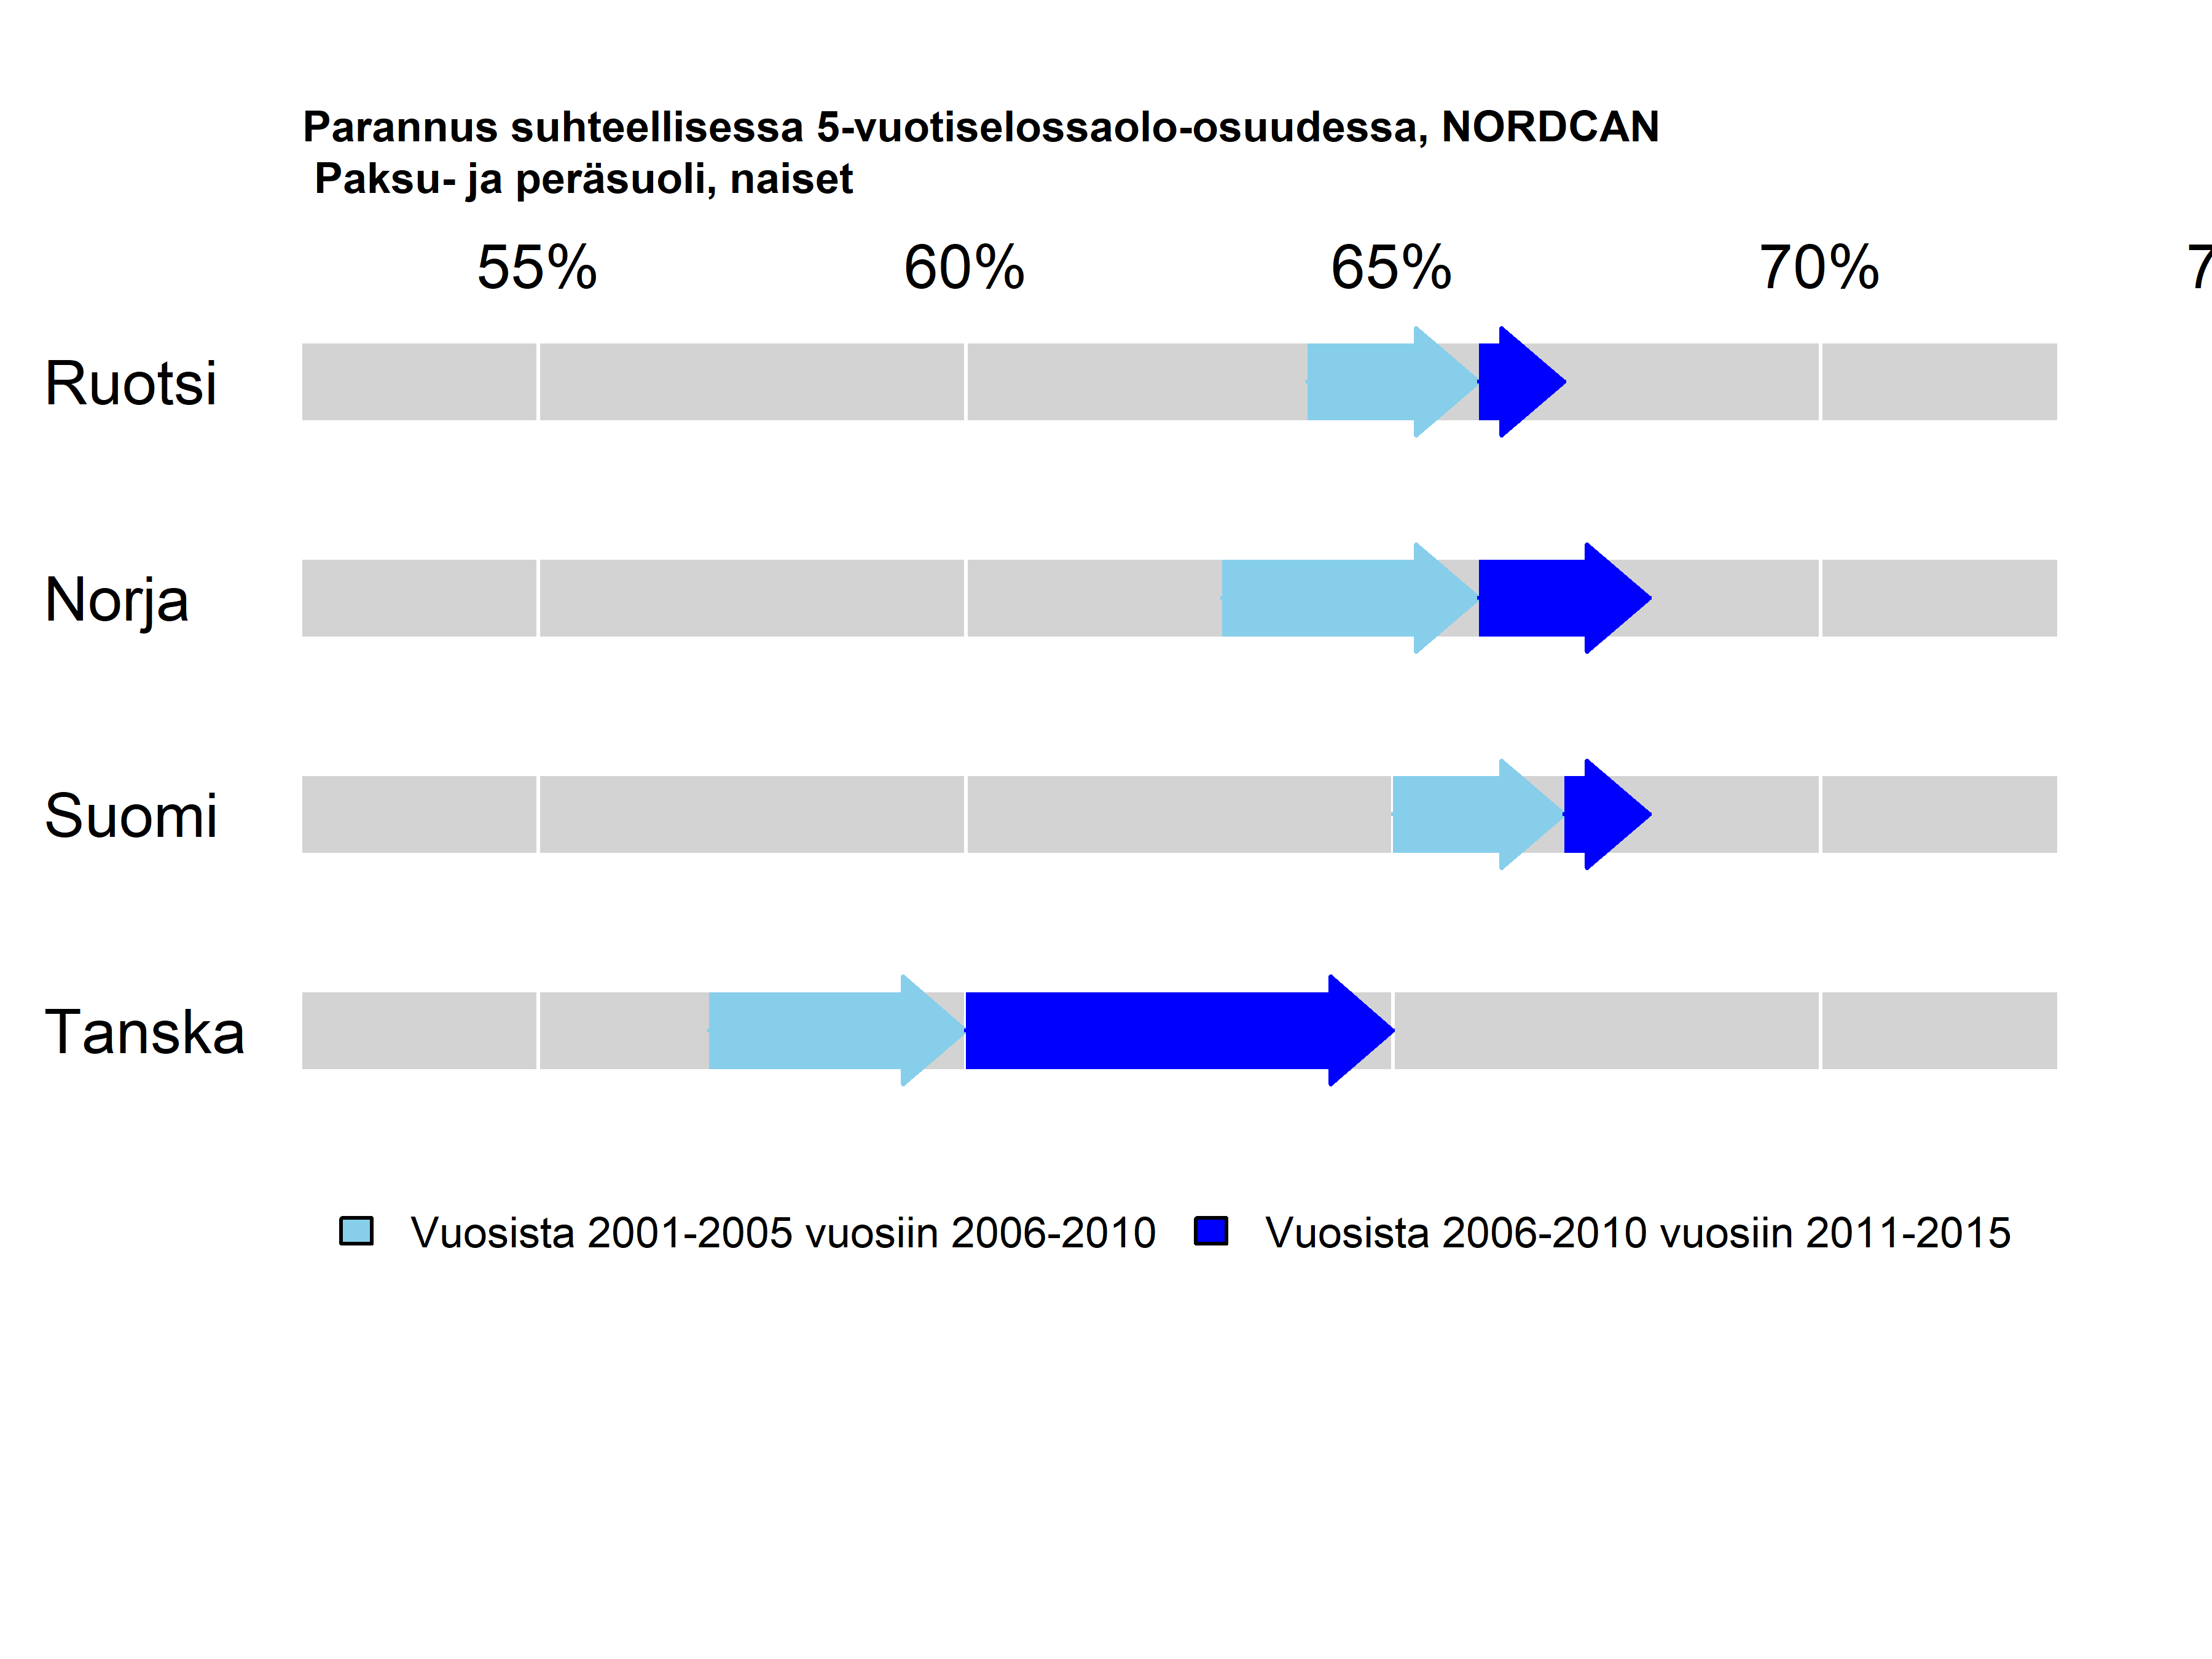 Parannus suhteellisessa 5-vuotiselossaolo-osuudessa, NORDCAN
Paksu- ja peräsuoli, naiset
55% 60% 65% 70% 7
Ruotsi
Norja
Suomi
Tanska
Vuosista 2001-2005 vuosiin 2006-2010 Vuosista 2006-2010 vuosiin 2011-2015